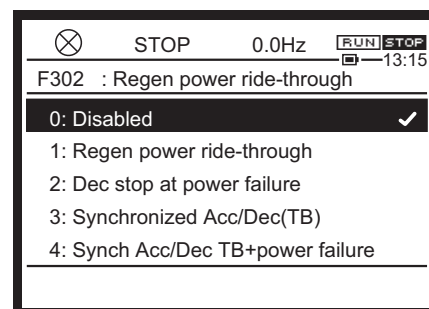 STOP 0.0Hz RUN STOP
13:15
F302 : Regen power ride-through
0: Disabled
1: Regen power ride-through
2: Dec stop at power failure
3: Synchronized Acc/Dec(TB)
4: Synch Acc/Dec TB+power failure